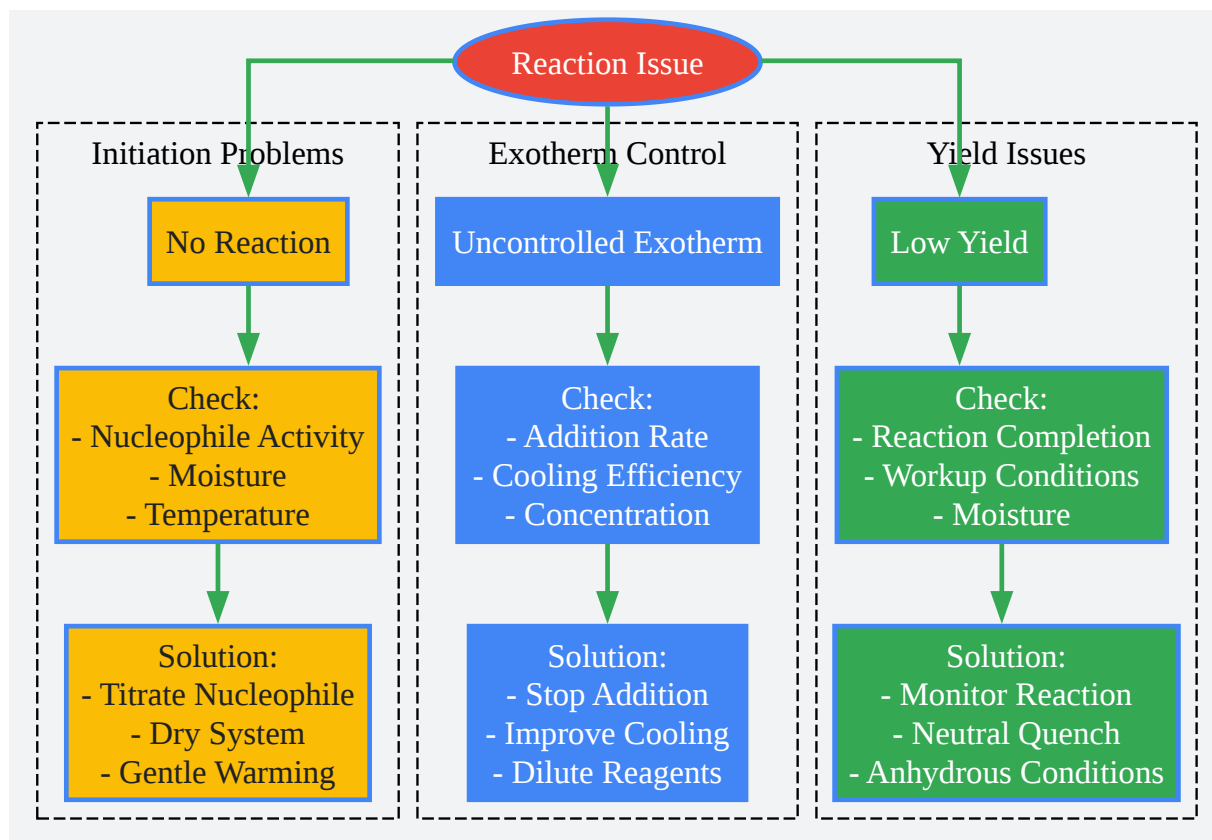 Reaction Issue
Initiation Problems
No Reaction
Check:
- Nucleophile Activity
- Moisture
- Temperature
Solution:
- Titrate Nucleophile
- Dry System
- Gentle Warming
Exotherm Control
Uncontrolled Exotherm
Check:
- Addition Rate
- Cooling Efficiency
- Concentration
Solution:
- Stop Addition
- Improve Cooling
- Dilute Reagents
Yield Issues
Low Yield
Check:
- Reaction Completion
- Workup Conditions
- Moisture
Solution:
- Monitor Reaction
- Neutral Quench
- Anhydrous Conditions